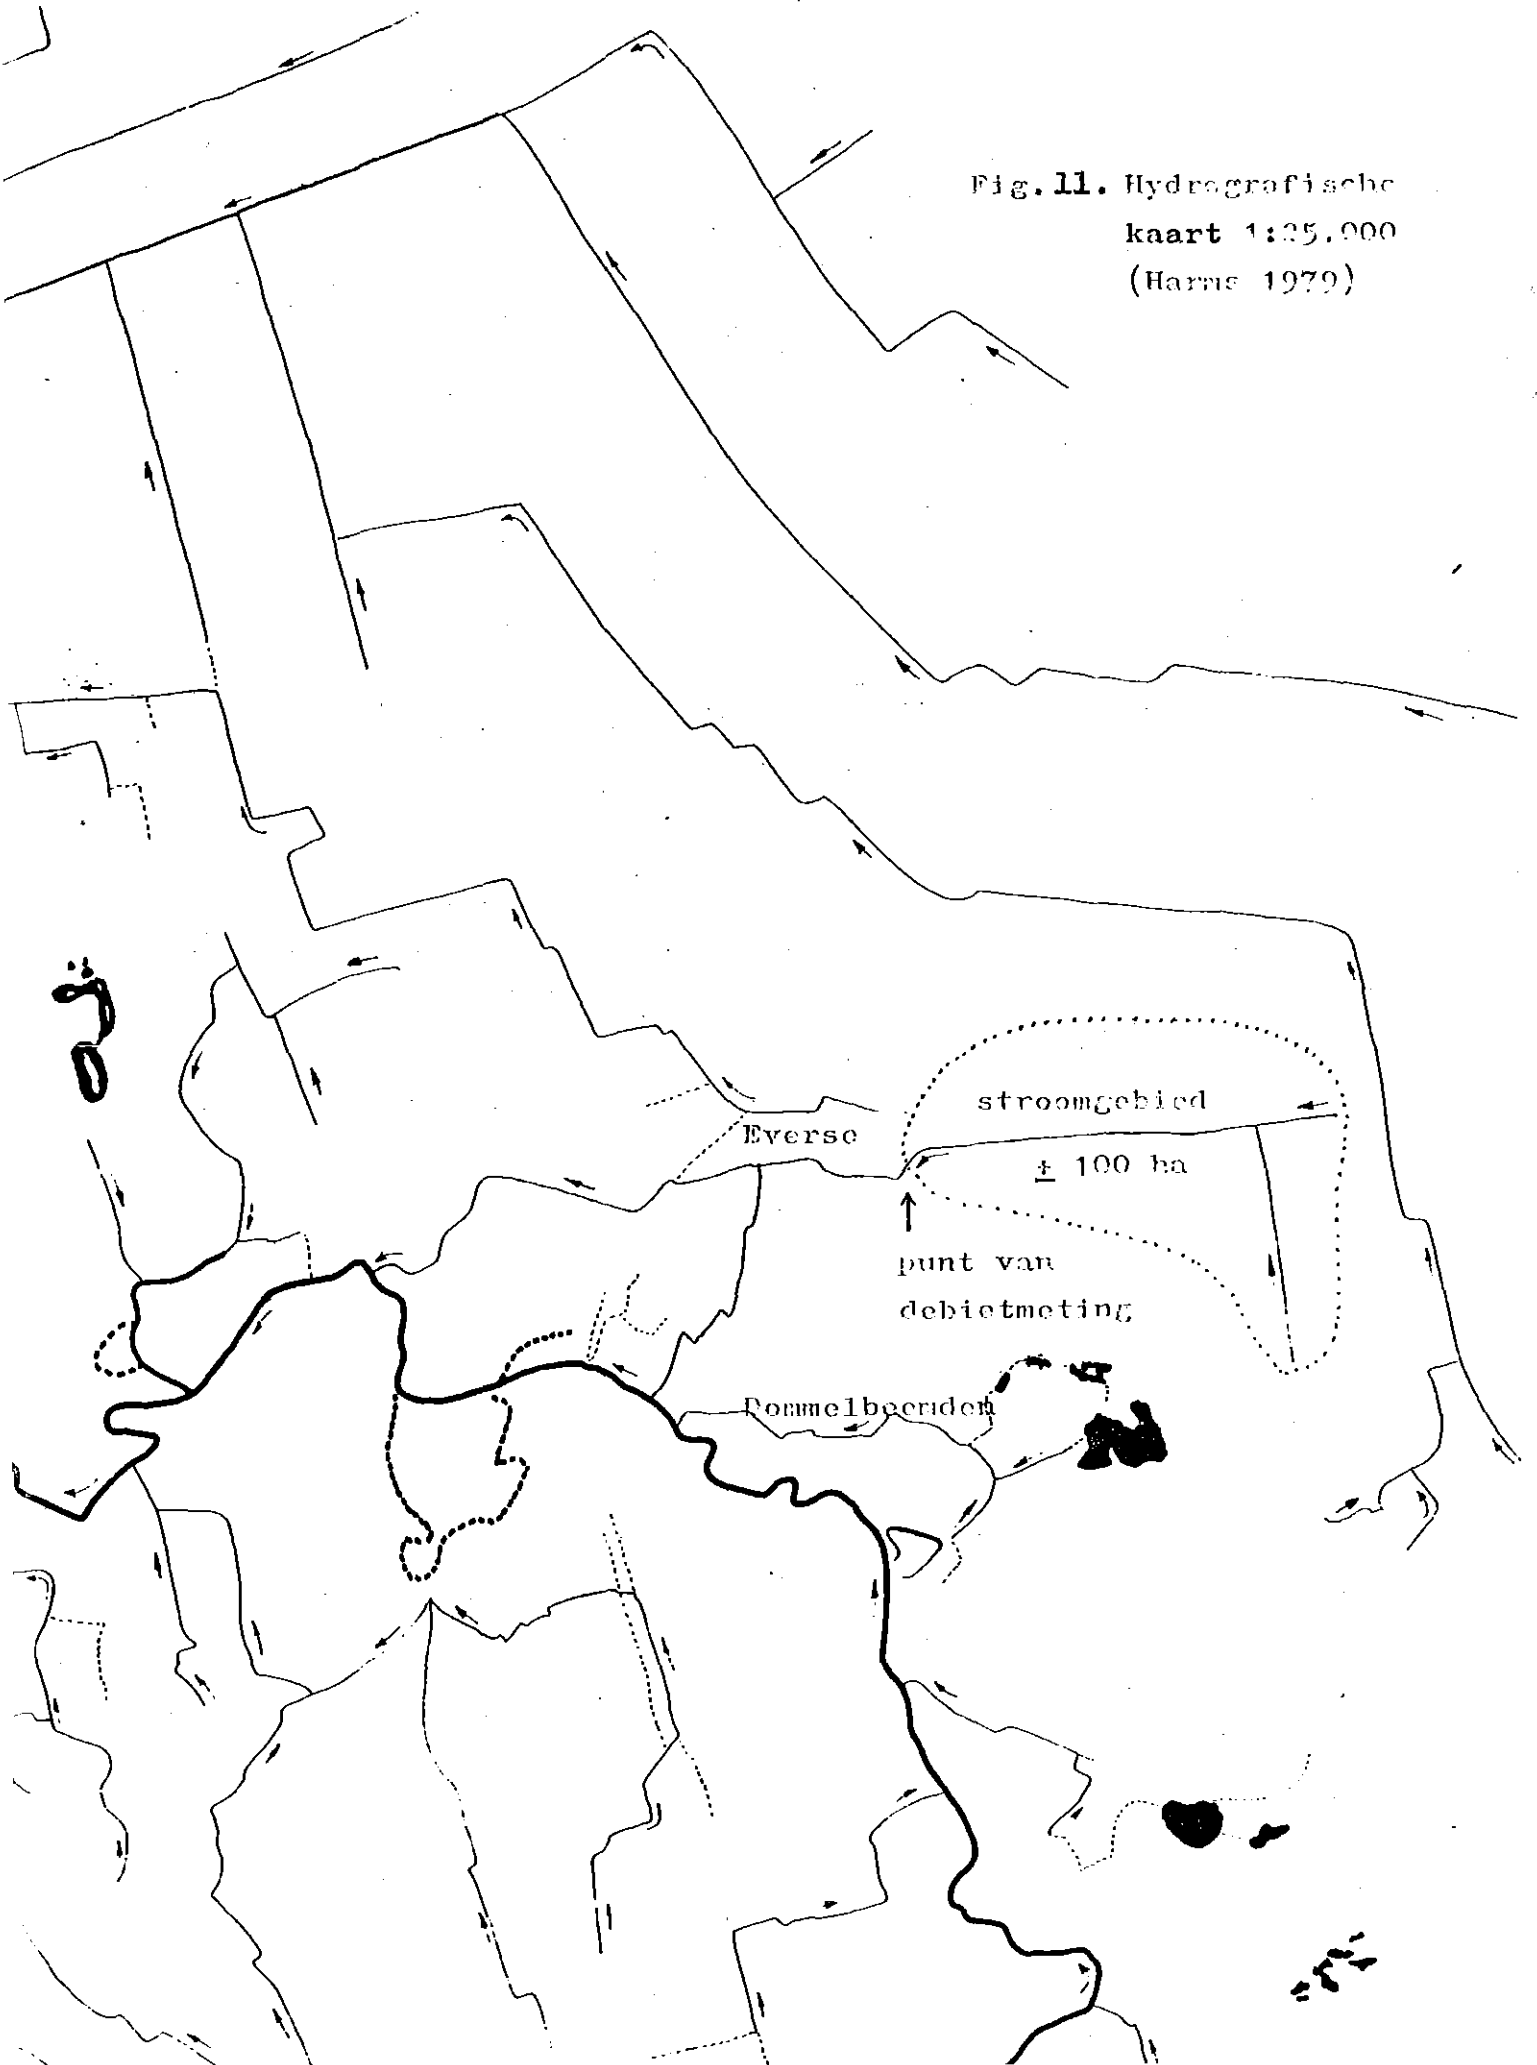 Fig. 11. Hydrografische
kaart 1:25.000
(Harms 1979)
stroomgebied
Everse
± 100 ha
punt van
debietmeting
Dommelbeemden